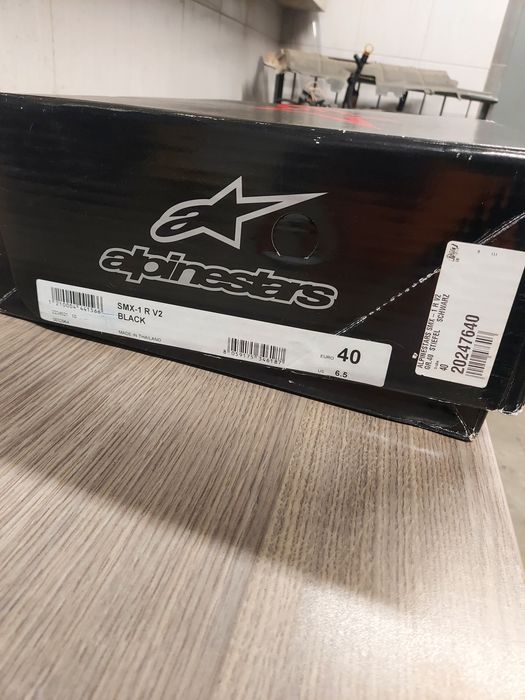 alpinestars
SMX-1 R V2
BLACK
MADE IN THAILAND
EURO 40
US 6.5
ALPINESTARS SMX - 1 R V2
GR.40 STIEFEL SCHWARZ
40
20247640